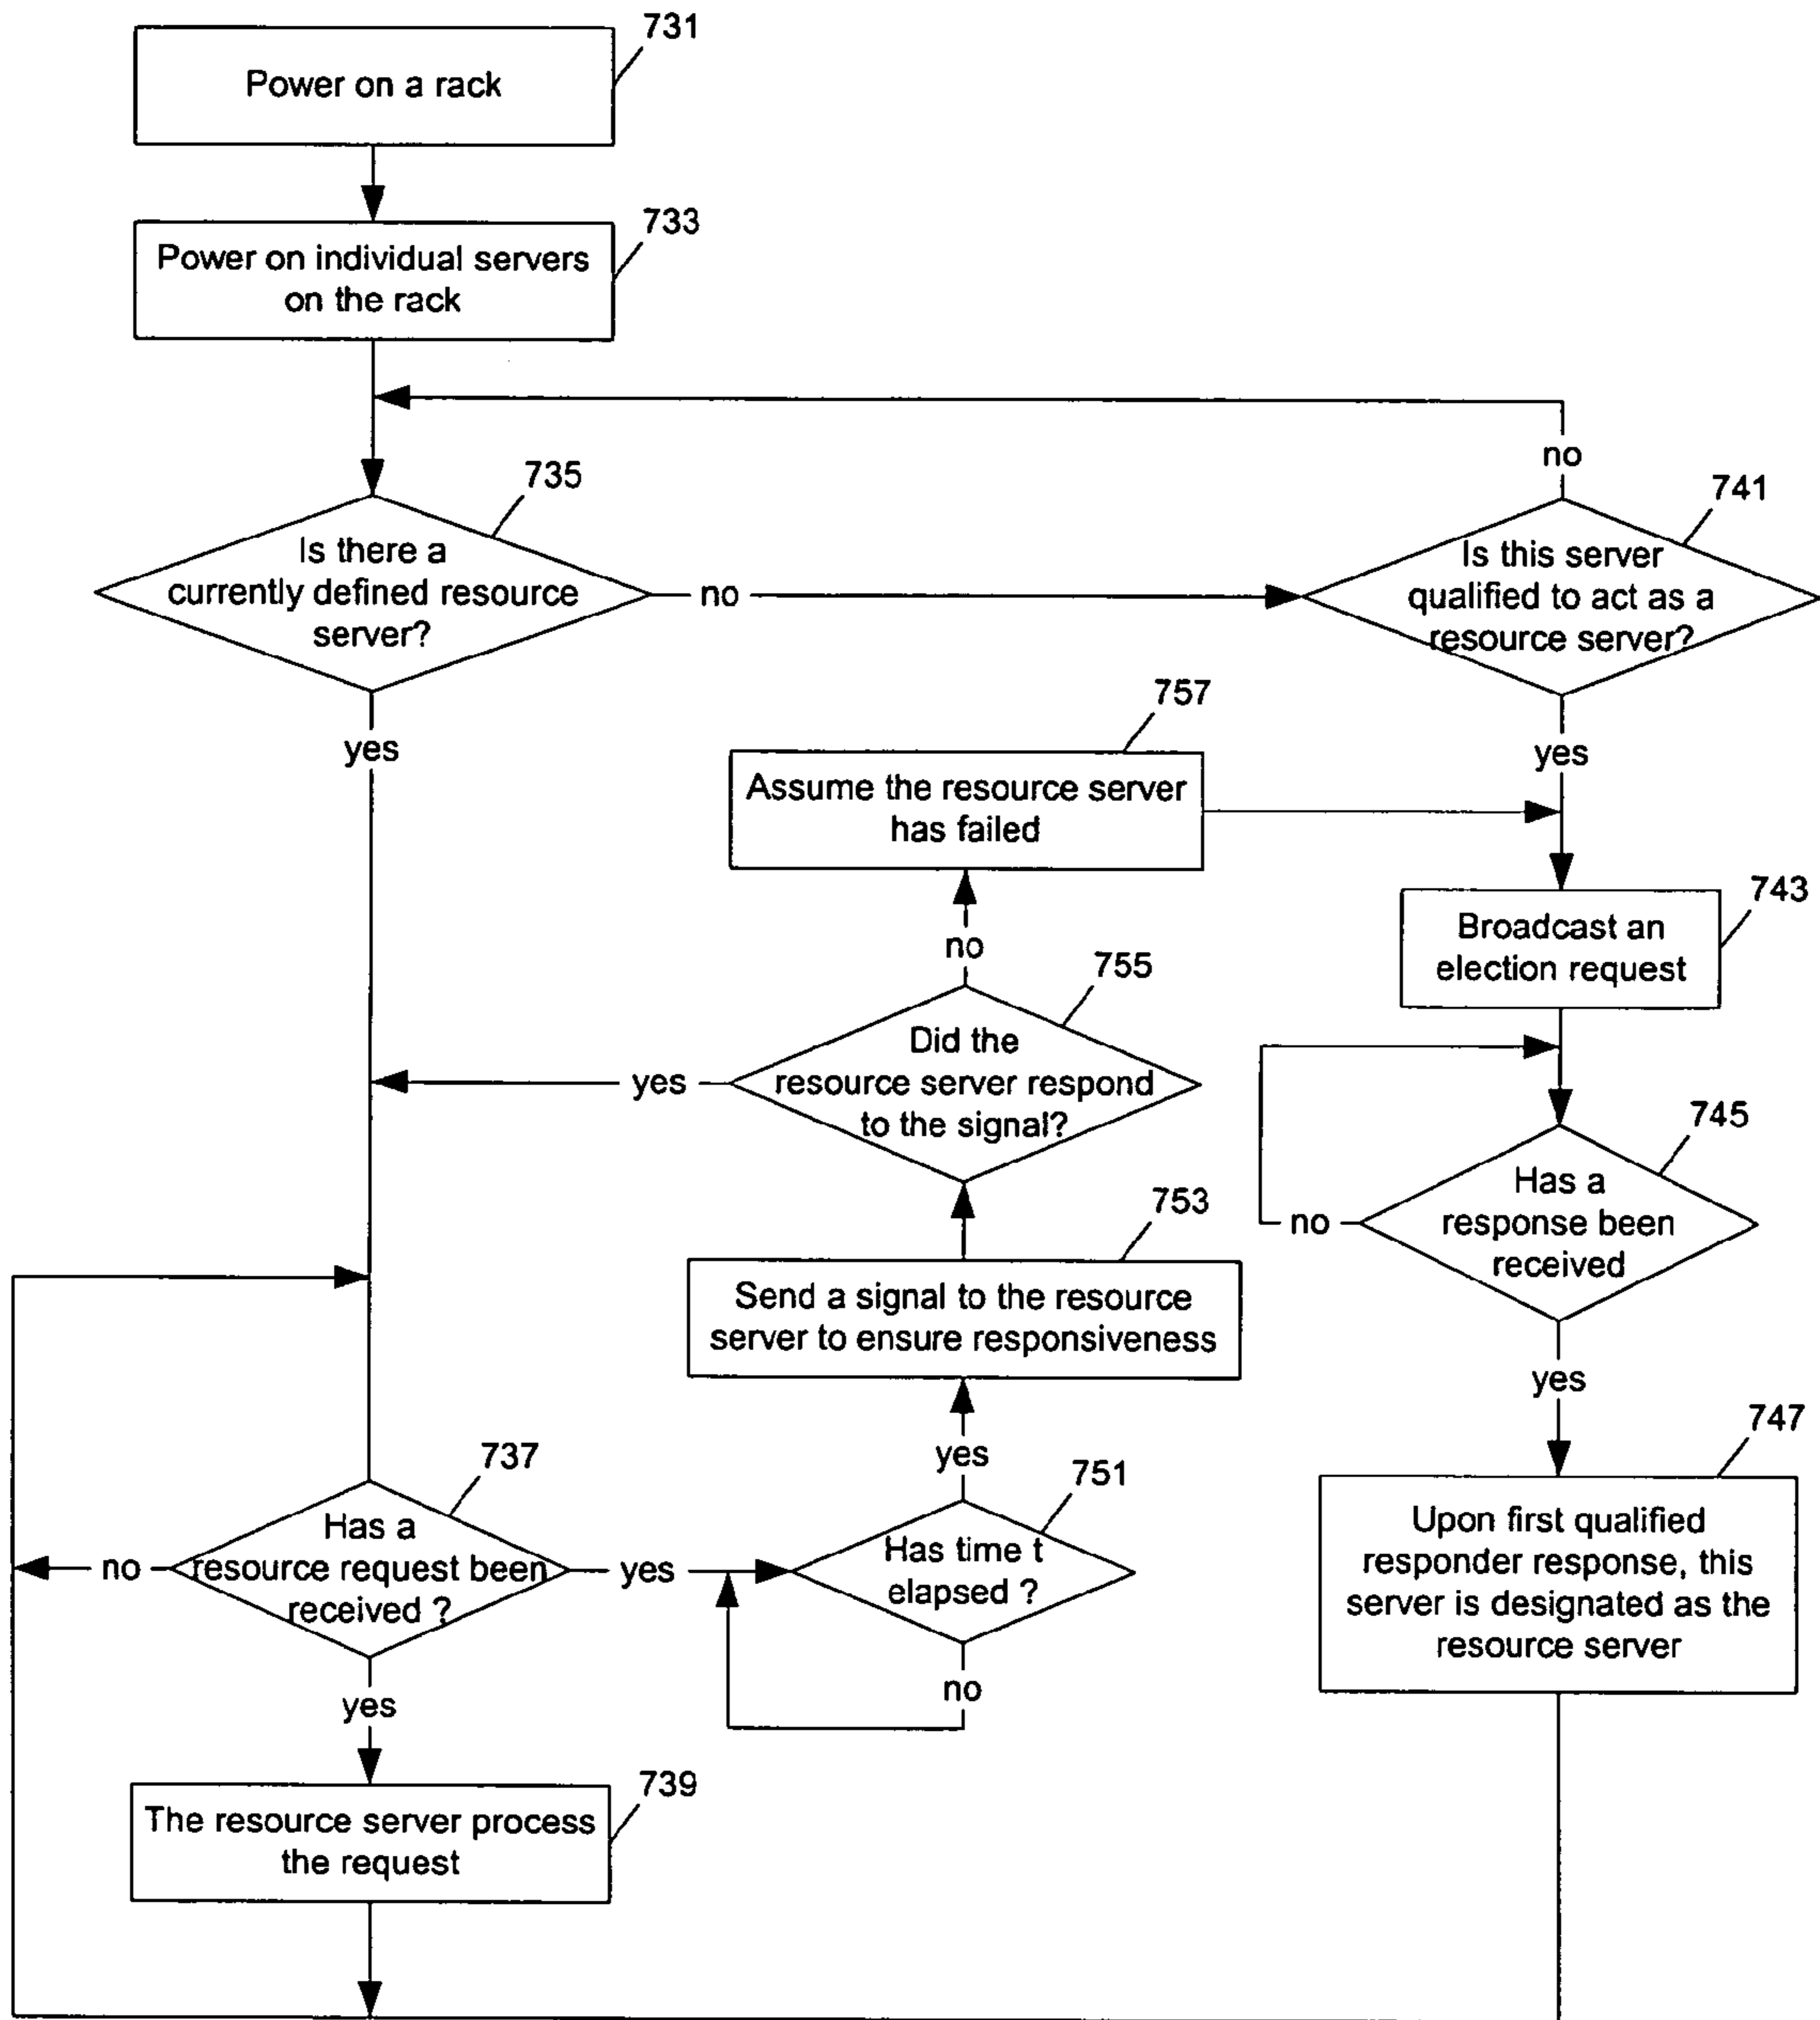 731
Power on a rack
733
Power on individual servers
on the rack
no
735
741
Is there a
currently defined resource
server?
no
Is this server
qualified to act as a
resource server?
yes
757
yes
Assume the resource server
has failed
743
Broadcast an
election request
no
755
Did the
resource server respond
to the signal?
yes
745
Has a
response been
received
no
753
Send a signal to the resource
server to ensure responsiveness
yes
747
Upon first qualified
responder response, this
server is designated as the
resource server
737
Has a
resource request been
received ?
no
yes
yes
751
Has time t
elapsed ?
no
yes
739
The resource server process
the request